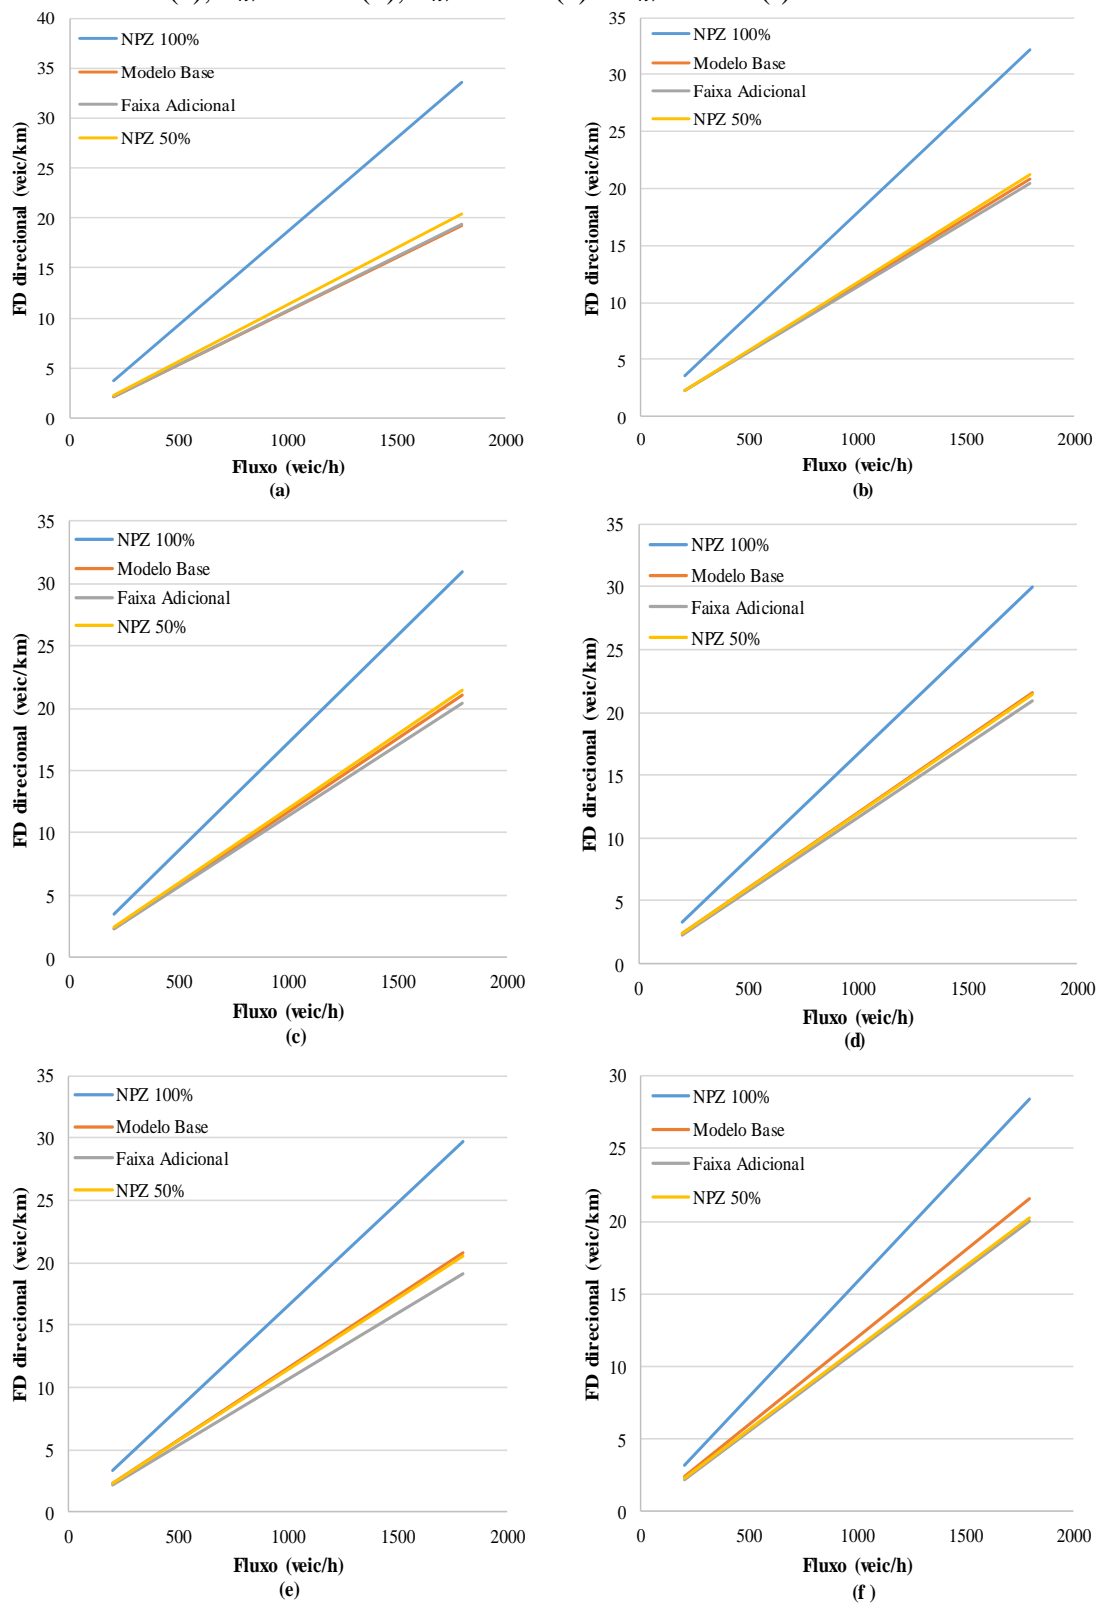 40
35
30
25
20
15
10
5
0
0 500 1000 1500 2000
FD direcional (veic/km)
NPZ 100%
Modelo Base
Faixa Adicional
NPZ 50%
Fluxo (veic/h)
(a)
35
30
25
20
15
10
5
0
0 500 1000 1500 2000
FD direcional (veic/km)
NPZ 100%
Modelo Base
Faixa Adicional
NPZ 50%
Fluxo (veic/h)
(b)
35
30
25
20
15
10
5
0
0 500 1000 1500 2000
FD direcional (veic/km)
NPZ 100%
Modelo Base
Faixa Adicional
NPZ 50%
Fluxo (veic/h)
(c)
35
30
25
20
15
10
5
0
0 500 1000 1500 2000
FD direcional (veic/km)
NPZ 100%
Modelo Base
Faixa Adicional
NPZ 50%
Fluxo (veic/h)
(d)
35
30
25
20
15
10
5
0
0 500 1000 1500 2000
FD direcional (veic/km)
NPZ 100%
Modelo Base
Faixa Adicional
NPZ 50%
Fluxo (veic/h)
(e)
30
25
20
15
10
5
0
0 500 1000 1500 2000
FD direcional (veic/km)
NPZ 100%
Modelo Base
Faixa Adicional
NPZ 50%
Fluxo (veic/h)
(f )